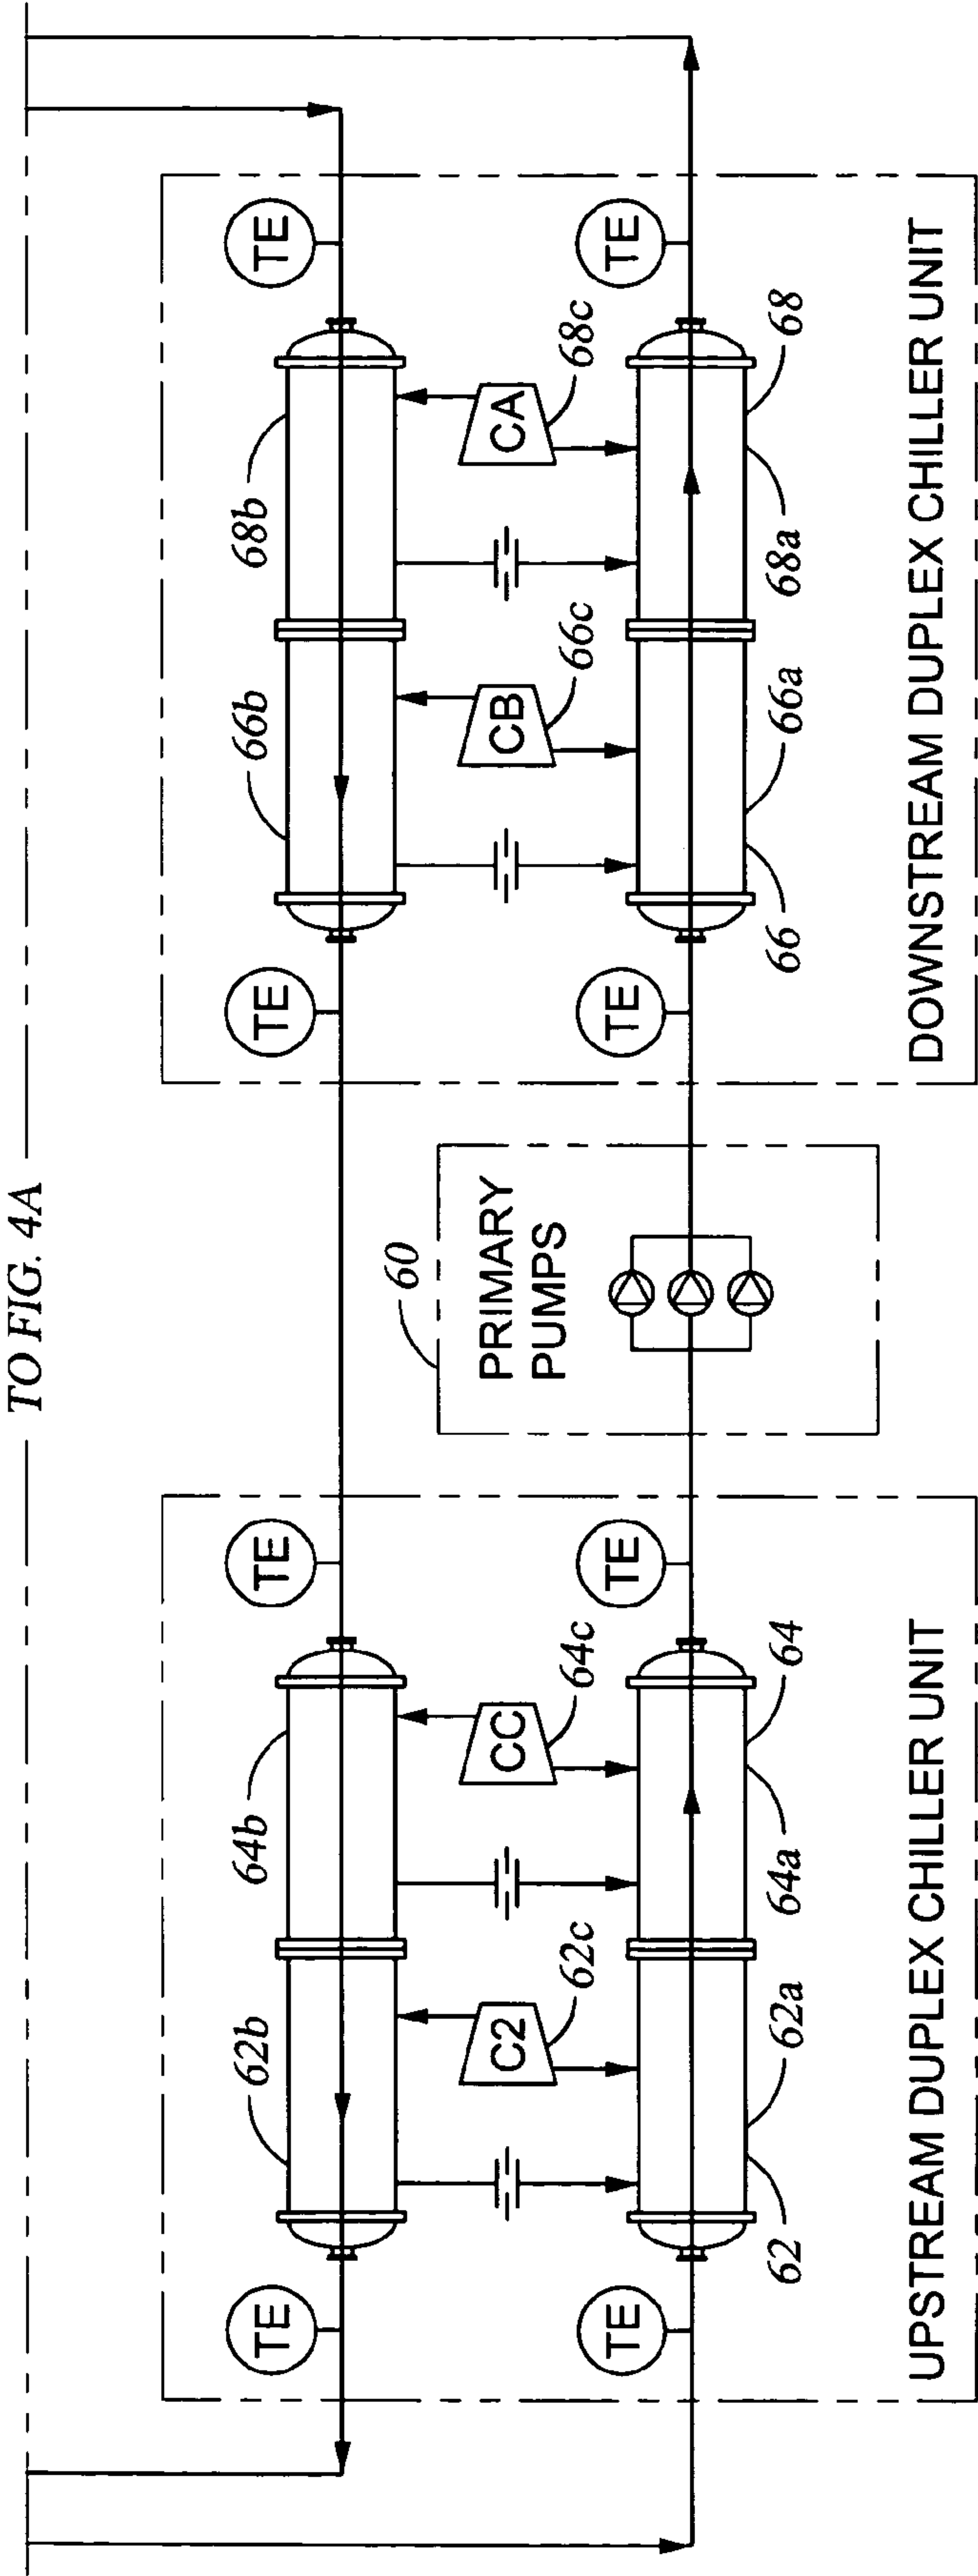 TO FIG. 4A
TE
TE
TE
TE
62b
64b
66b
68b
60
PRIMARY
PUMPS
C2
62c
CC
64c
CB
66c
CA
68c
TE
TE
TE
TE
62
62a
64a
64
66
66a
68a
68
UPSTREAM DUPLEX CHILLER UNIT
DOWNSTREAM DUPLEX CHILLER UNIT